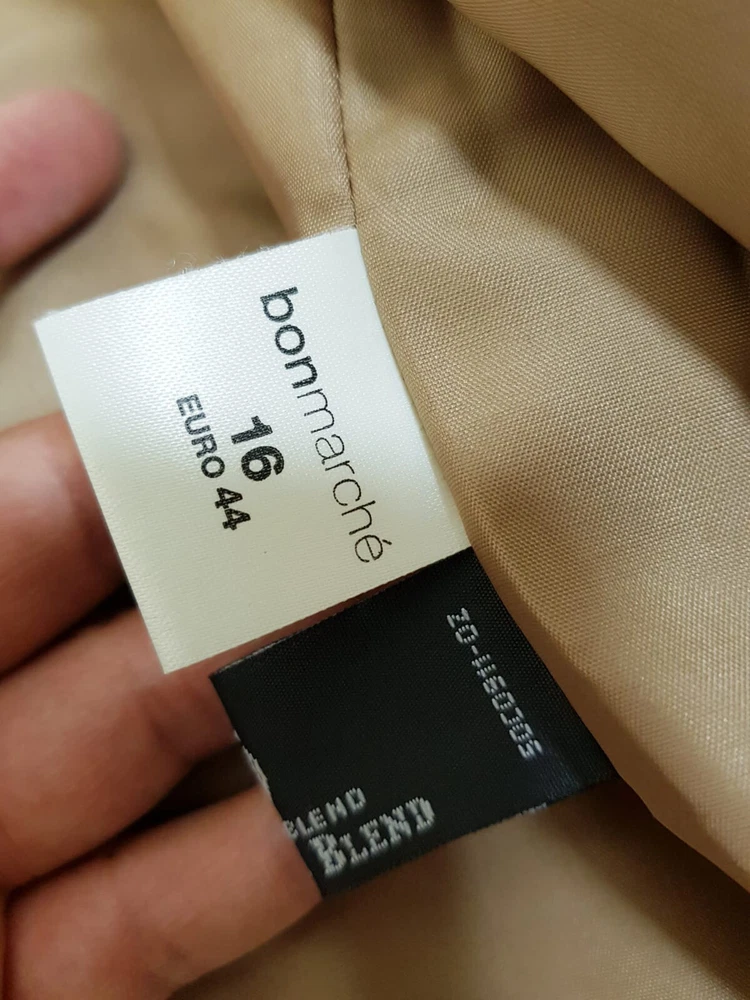 bonmarché
16
EURO 44
BLEND
BLEND